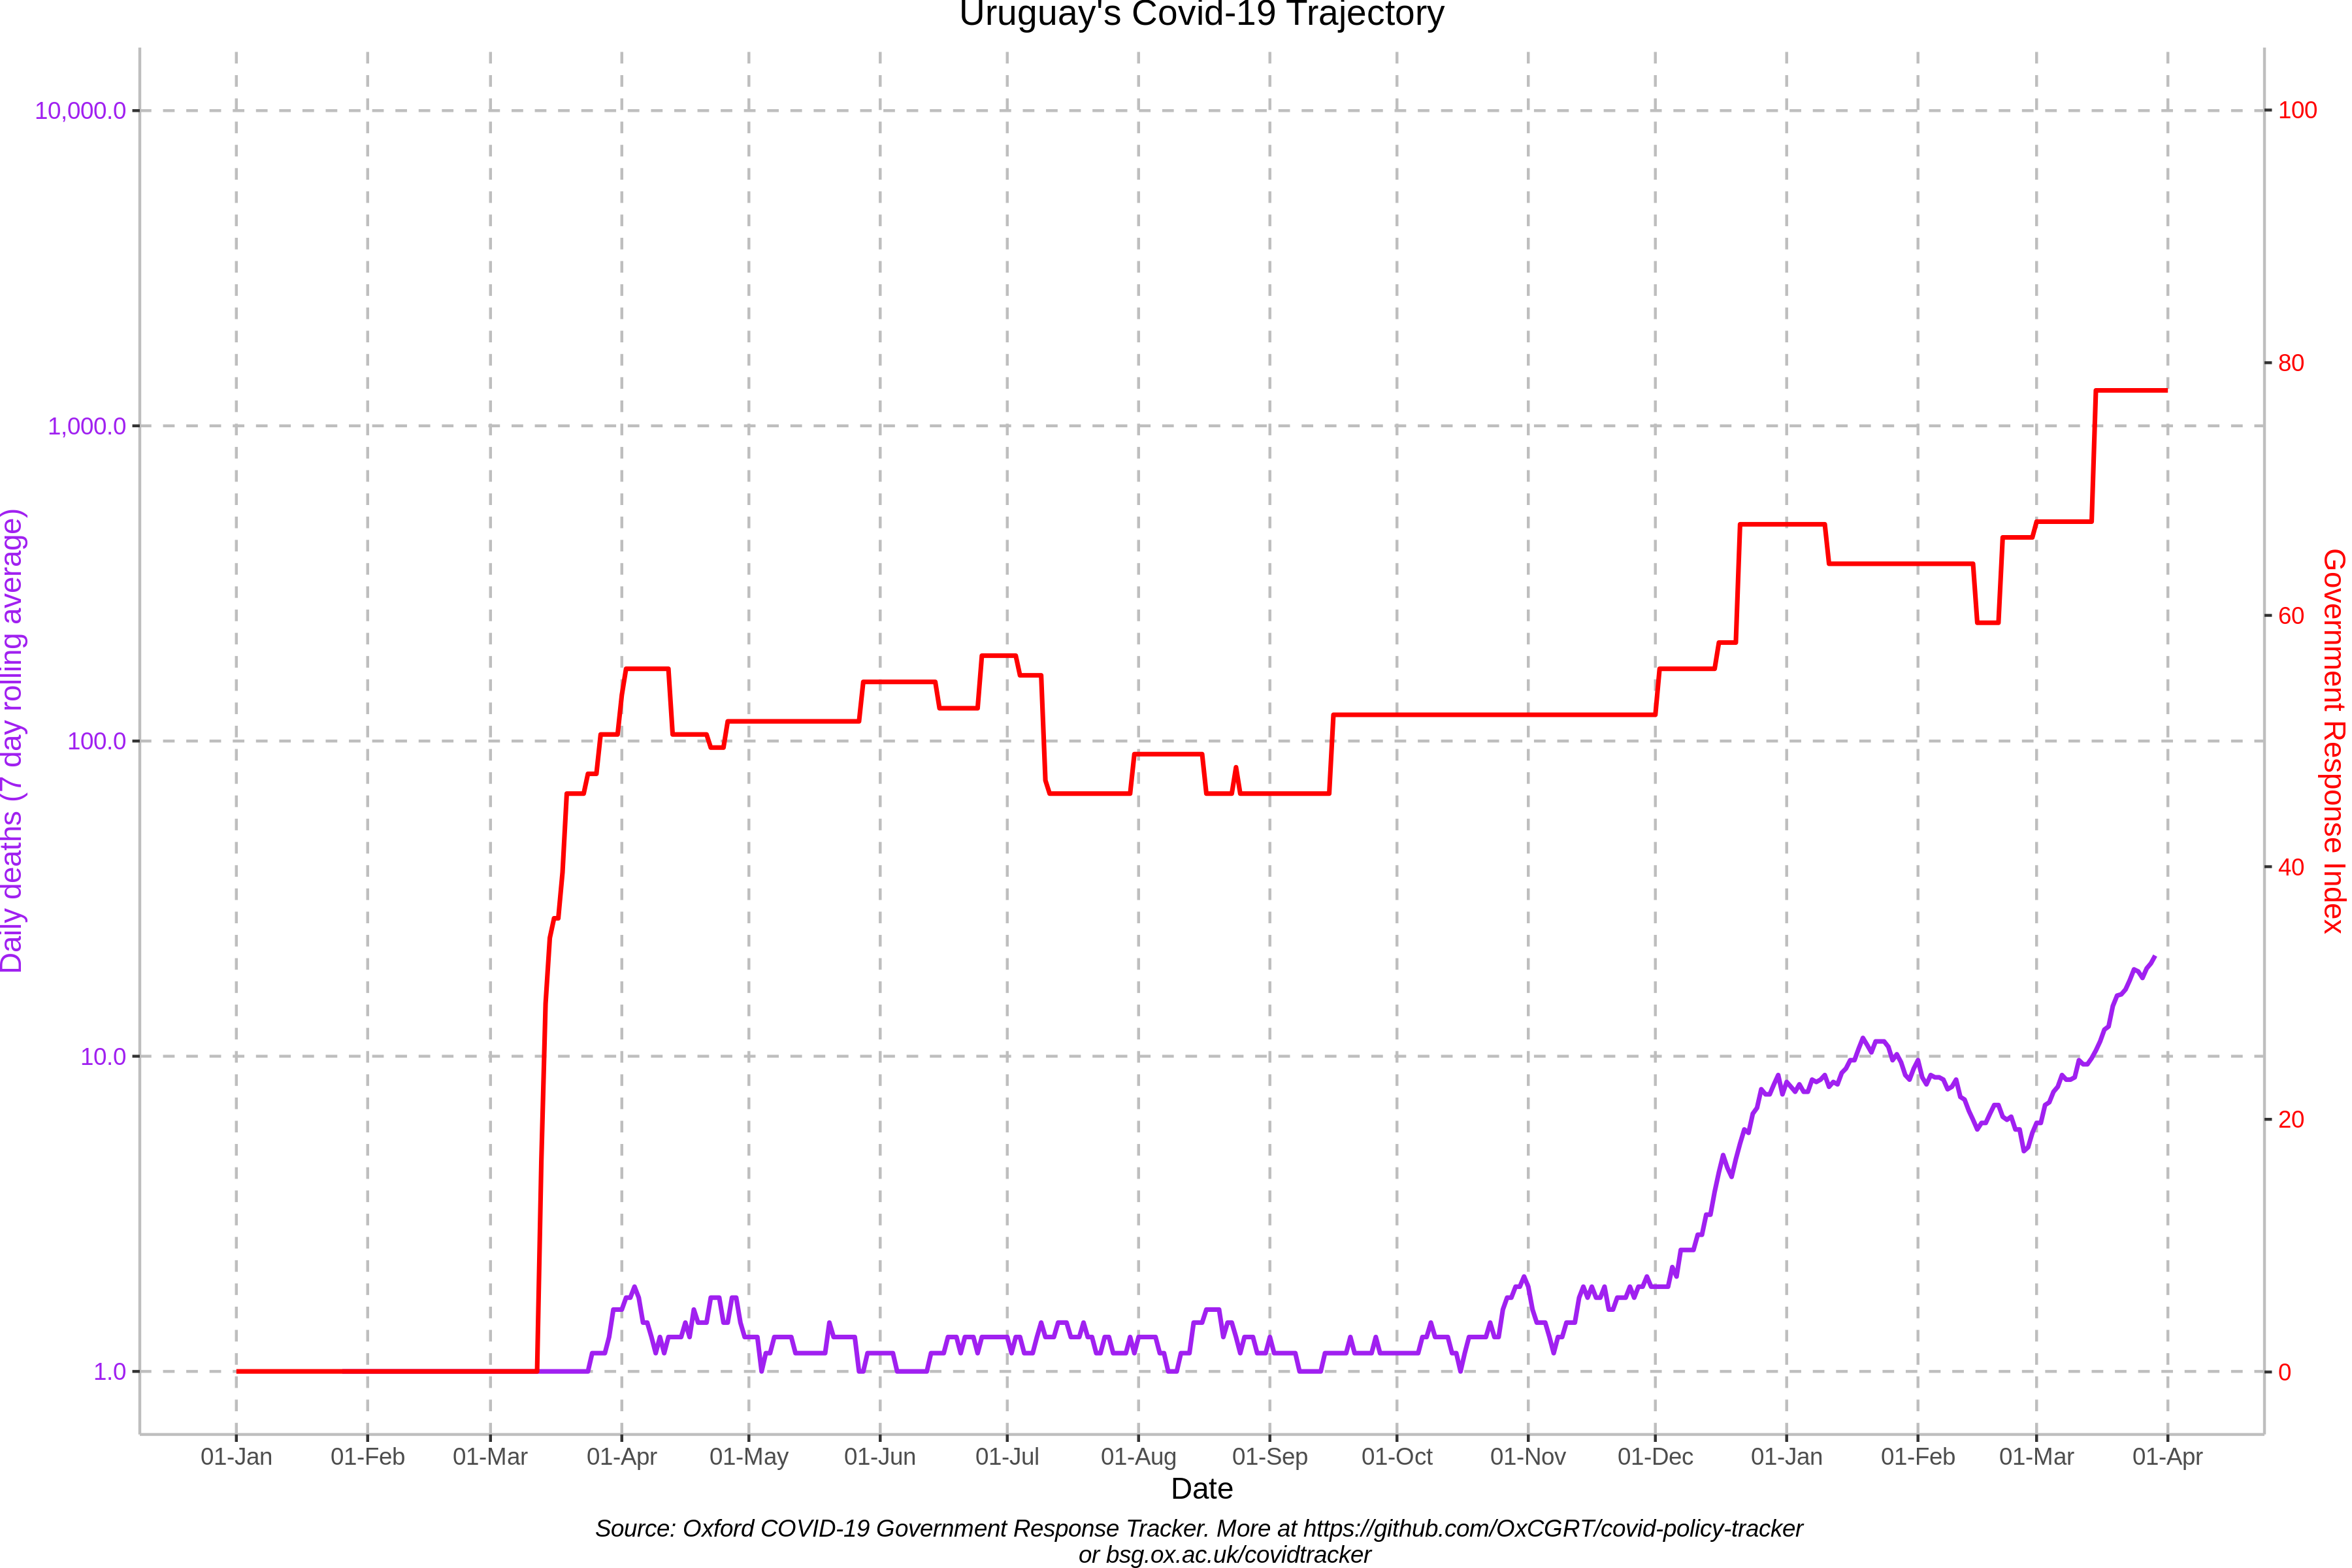 Uruguay's Covid-19 Trajectory
10,000.0
1,000.0
100.0
10.0
1.0
Daily deaths (7 day rolling average)
100
80
60
40
20
0
Government Response Index
01-Jan 01-Feb 01-Mar 01-Apr 01-May 01-Jun 01-Jul 01-Aug 01-Sep 01-Oct 01-Nov 01-Dec 01-Jan 01-Feb 01-Mar 01-Apr
Date
Source: Oxford COVID-19 Government Response Tracker. More at https://github.com/OxCGRT/covid-policy-tracker
or bsg.ox.ac.uk/covidtracker